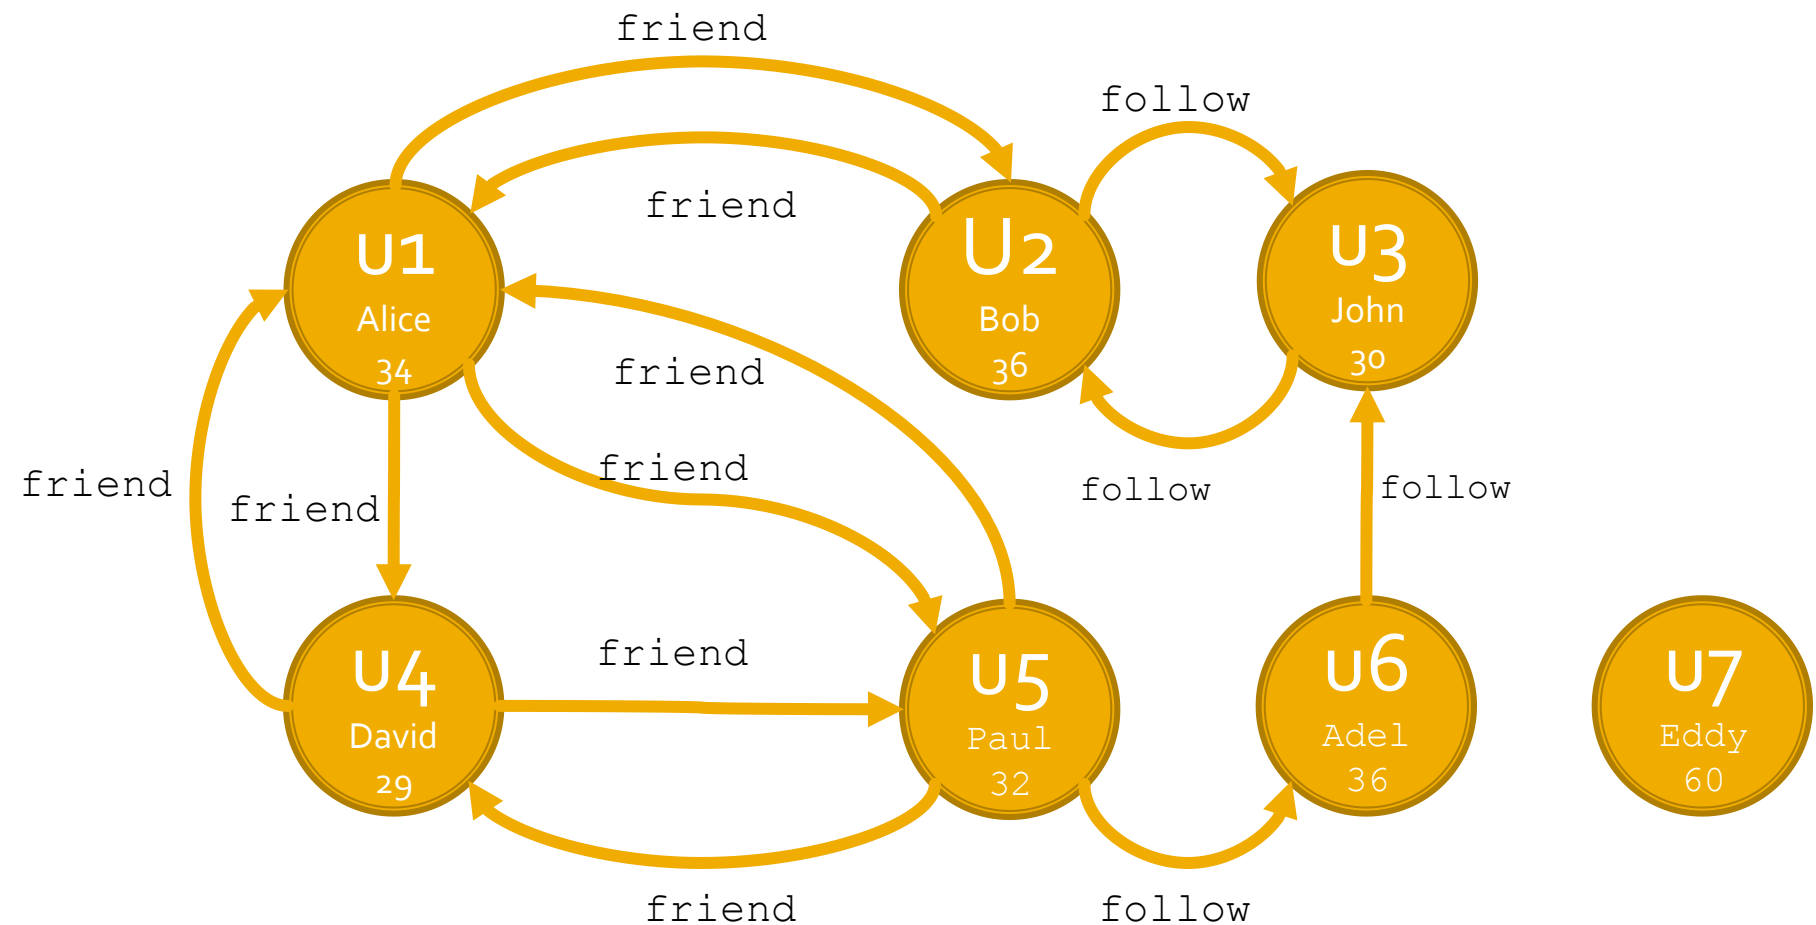 friend
follow
friend
u1
Alice
34
U2
Bob
36
u3
John
30
friend
friend
friend
friend
follow
follow
friend
u4
David
29
u5
Paul
32
u6
Adel
36
u7
Eddy
60
friend
follow